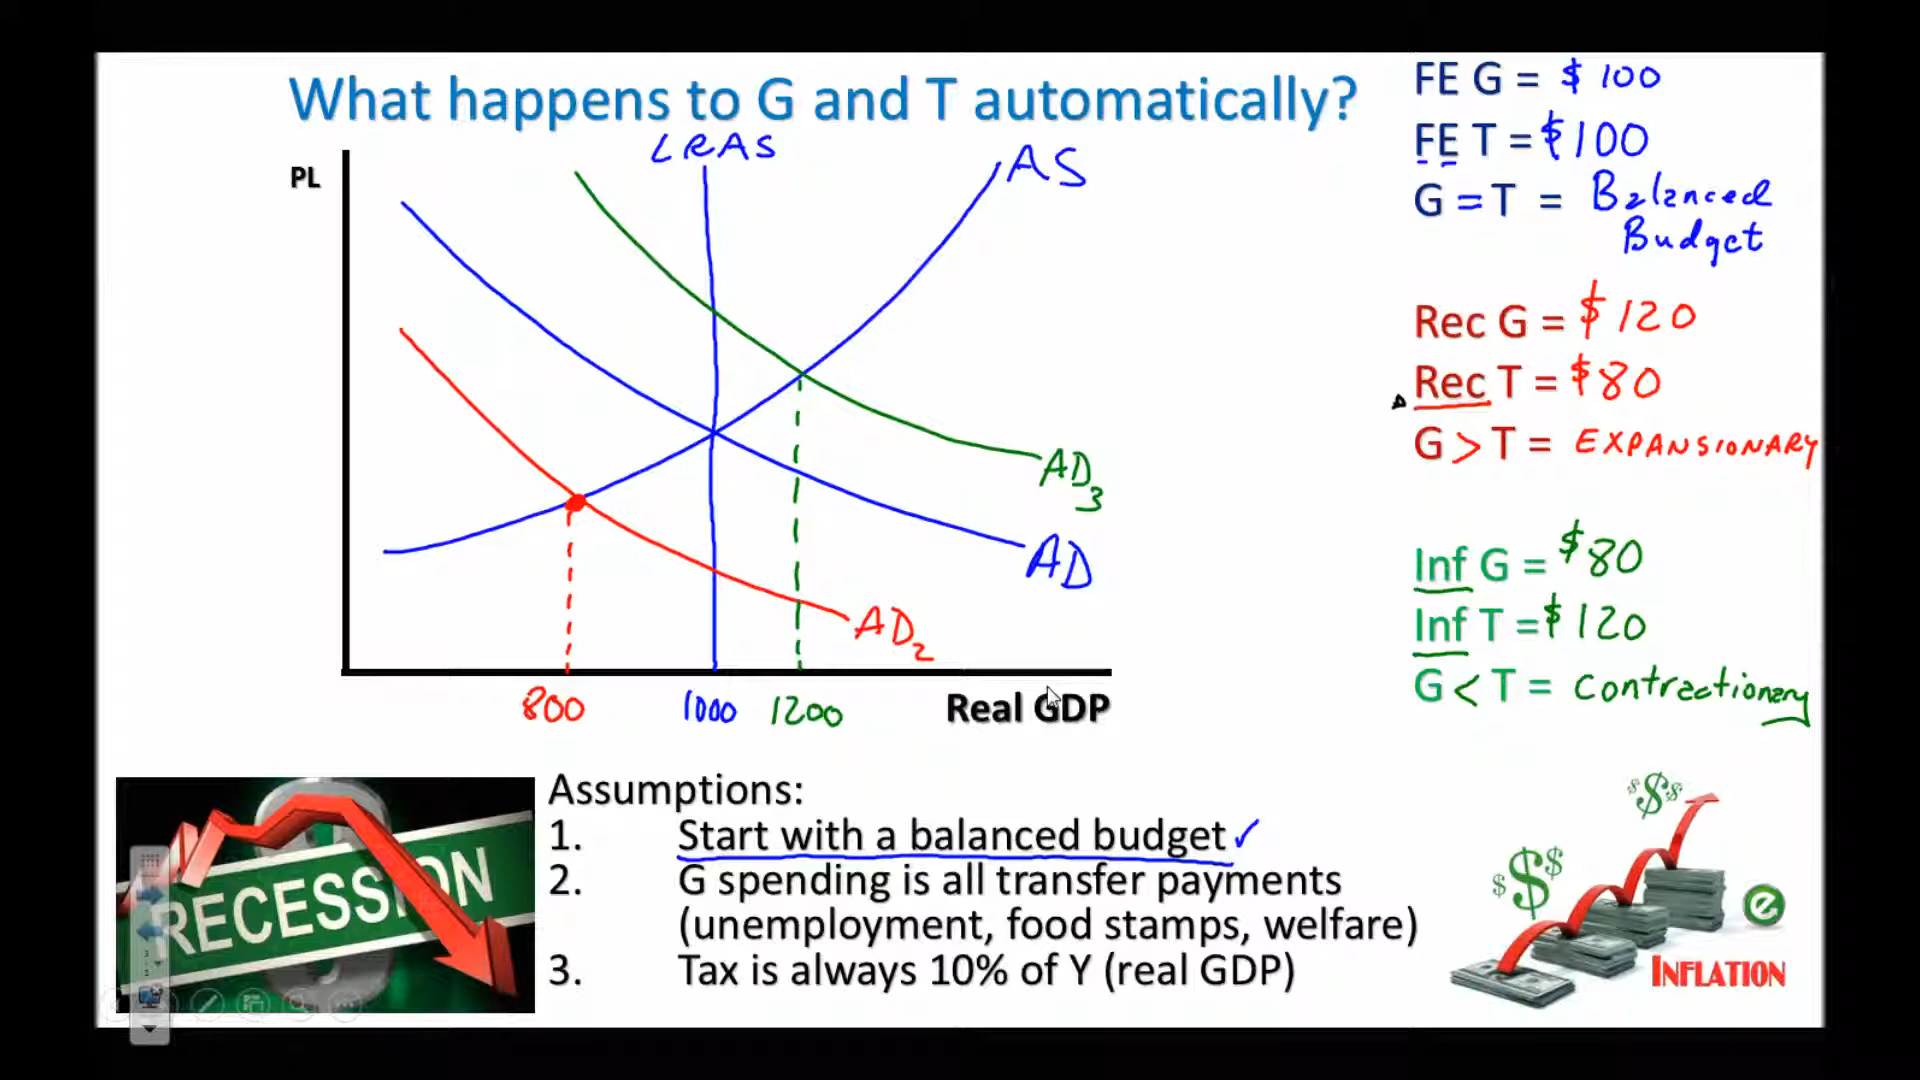 What happens to G and T automatically?
PL
LRAS
AS
AD3
AD
AD2
800
1000
1200
Real GDP
FE G = $100
FE T = $100
G = T = Balanced
Budget
Rec G = $120
Rec T = $80
G > T = EXPANSIONARY
Inf G = $80
Inf T = $120
G < T = Contractionary
Assumptions:
1. Start with a balanced budget ✓
2. G spending is all transfer payments
(unemployment, food stamps, welfare)
3. Tax is always 10% of Y (real GDP)
RECESSION
$ $ $
$ $ $
e
INFLATION